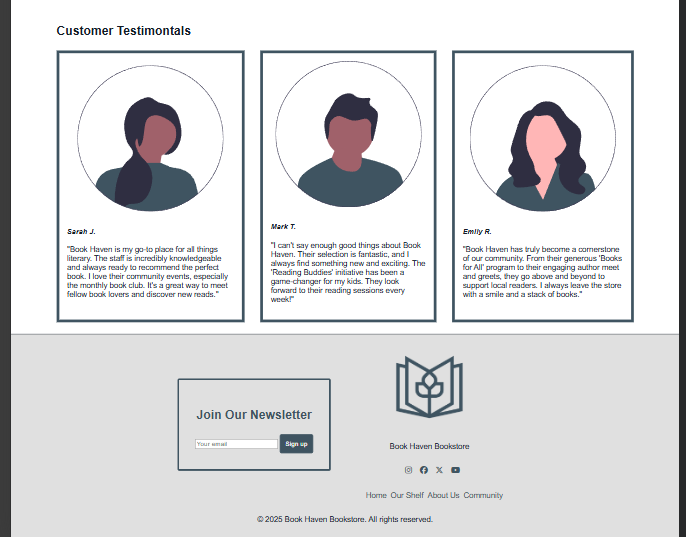 Customer Testimontals
Sarah J.
"Book Haven is my go-to place for all things
literary. The staff is incredibly knowledgeable
and always ready to recommend the perfect
book. I love their community events, especially
the monthly book club. It's a great way to meet
fellow book lovers and discover new reads."
Mark T.
"I can't say enough good things about Book
Haven. Their selection is fantastic, and I
always find something new and exciting. The
'Reading Buddies' initiative has been a
game-changer for my kids. They look
forward to their reading sessions every
week!"
Emily R.
"Book Haven has truly become a cornerstone
of our community. From their generous 'Books
for All' program to their engaging author meet
and greets, they go above and beyond to
support local readers. I always leave the store
with a smile and a stack of books."
Join Our Newsletter
Your email
Sign up
Book Haven Bookstore
Home Our Shelf About Us Community
© 2025 Book Haven Bookstore. All rights reserved.